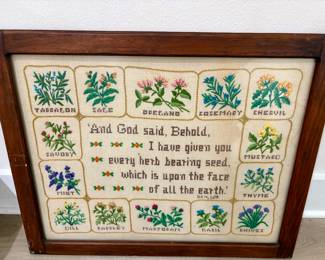 TARRAGON SAGE OREGANO ROSEMARY CHERVIL
'And God said, Behold,
I have given you
every herb bearing seed,
which is upon the face
of all the earth.'
SAVORY MUSTARD
MINT THYME
DILL PARSLEY MARJORAM BASIL CHIVES